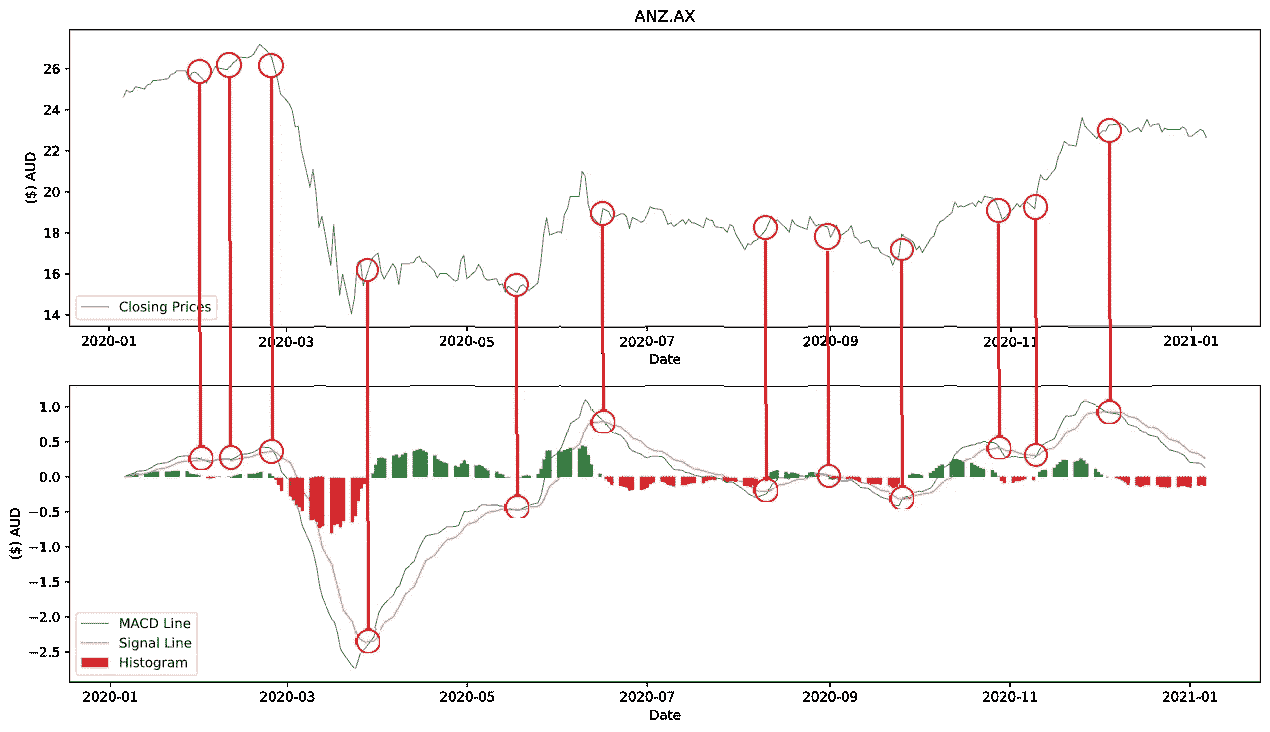 ANZ.AX
26
24
22
20
18
16
14
($) AUD
Closing Prices
2020-01 2020-03 2020-05 2020-07 2020-09 2020-11 2021-01
Date
1.0
0.5
0.0
−0.5
−1.0
−1.5
−2.0
−2.5
($) AUD
MACD Line
Signal Line
Histogram
2020-01 2020-03 2020-05 2020-07 2020-09 2020-11 2021-01
Date